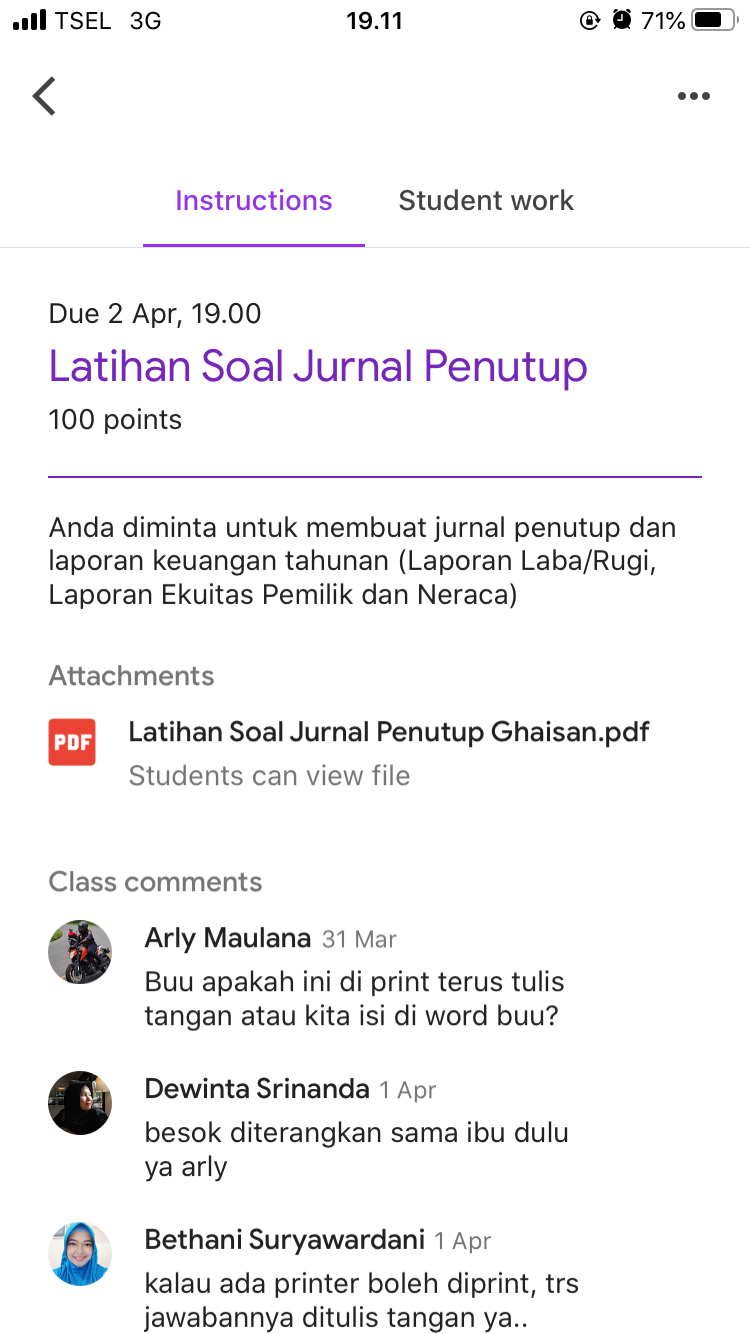 TSEL 3G 19.11 71%
Instructions Student work
Due 2 Apr, 19.00
Latihan Soal Jurnal Penutup
100 points
Anda diminta untuk membuat jurnal penutup dan
laporan keuangan tahunan (Laporan Laba/Rugi,
Laporan Ekuitas Pemilik dan Neraca)
Attachments
PDF
Latihan Soal Jurnal Penutup Ghaisan.pdf
Students can view file
Class comments
Arly Maulana 31 Mar
Buu apakah ini di print terus tulis
tangan atau kita isi di word buu?
Dewinta Srinanda 1 Apr
besok diterangkan sama ibu dulu
ya arly
Bethani Suryawardani 1 Apr
kalau ada printer boleh diprint, trs
jawabannya ditulis tangan ya..